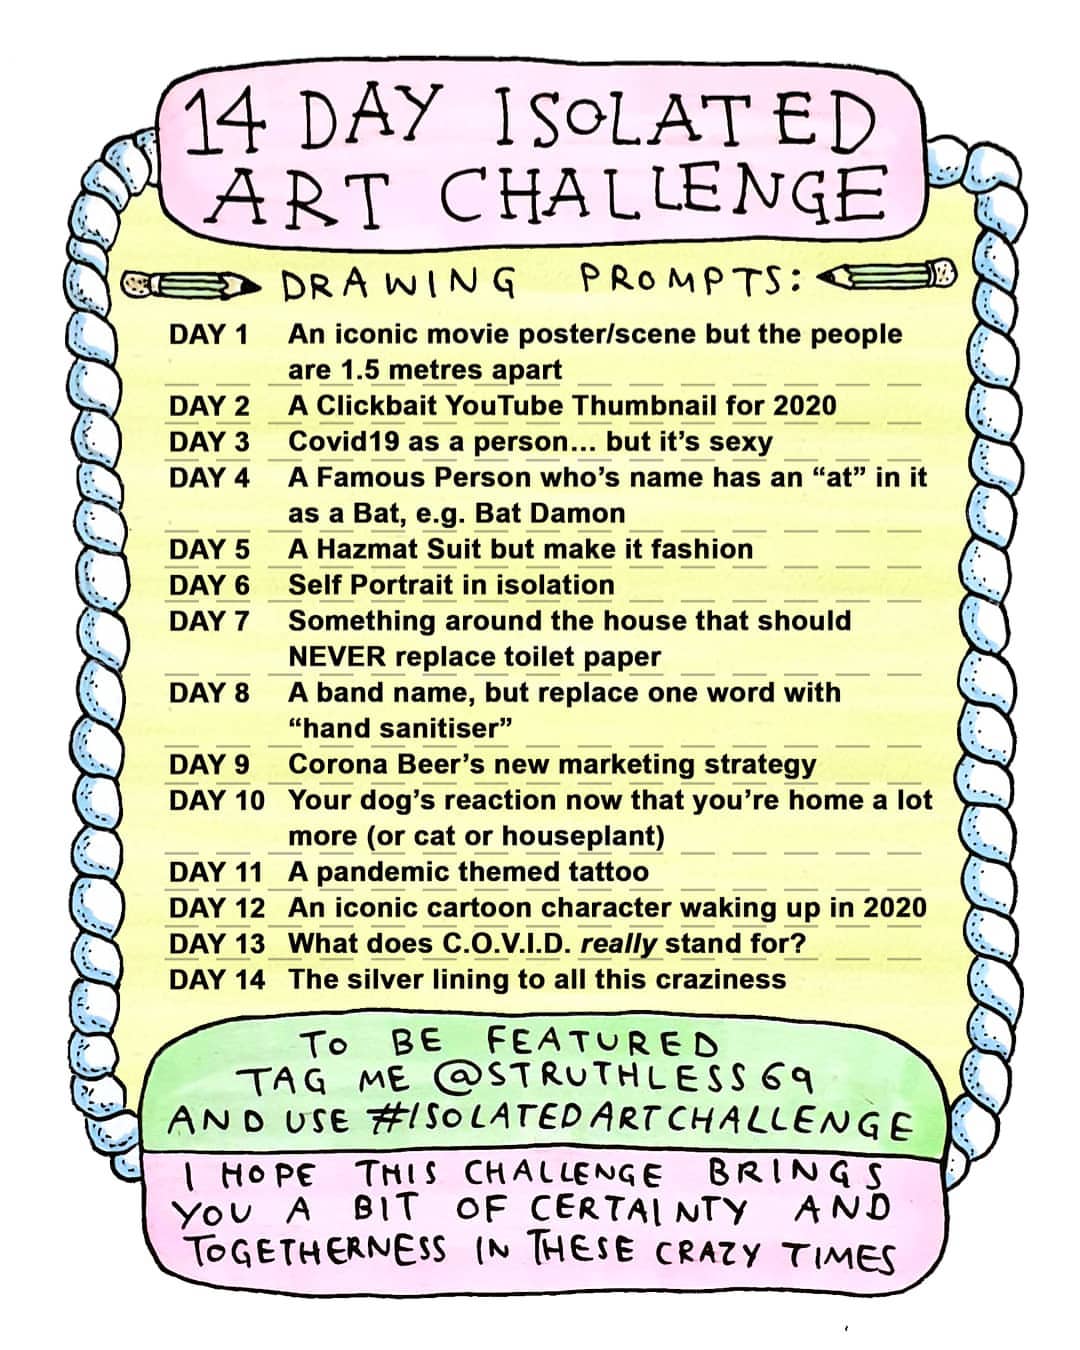 14 DAY ISOLATED
ART CHALLENGE
DRAWING PROMPTS:
DAY 1 An iconic movie poster/scene but the people
are 1.5 metres apart
DAY 2 A Clickbait YouTube Thumbnail for 2020
DAY 3 Covid19 as a person... but it’s sexy
DAY 4 A Famous Person who’s name has an “at” in it
as a Bat, e.g. Bat Damon
DAY 5 A Hazmat Suit but make it fashion
DAY 6 Self Portrait in isolation
DAY 7 Something around the house that should
NEVER replace toilet paper
DAY 8 A band name, but replace one word with
“hand sanitiser”
DAY 9 Corona Beer’s new marketing strategy
DAY 10 Your dog’s reaction now that you’re home a lot
more (or cat or houseplant)
DAY 11 A pandemic themed tattoo
DAY 12 An iconic cartoon character waking up in 2020
DAY 13 What does C.O.V.I.D. really stand for?
DAY 14 The silver lining to all this craziness
TO BE FEATURED
TAG ME @STRUTHLESS69
AND USE #ISOLATEDARTCHALLENGE
I HOPE THIS CHALLENGE BRINGS
YOU A BIT OF CERTAINTY AND
TOGETHERNESS IN THESE CRAZY TIMES